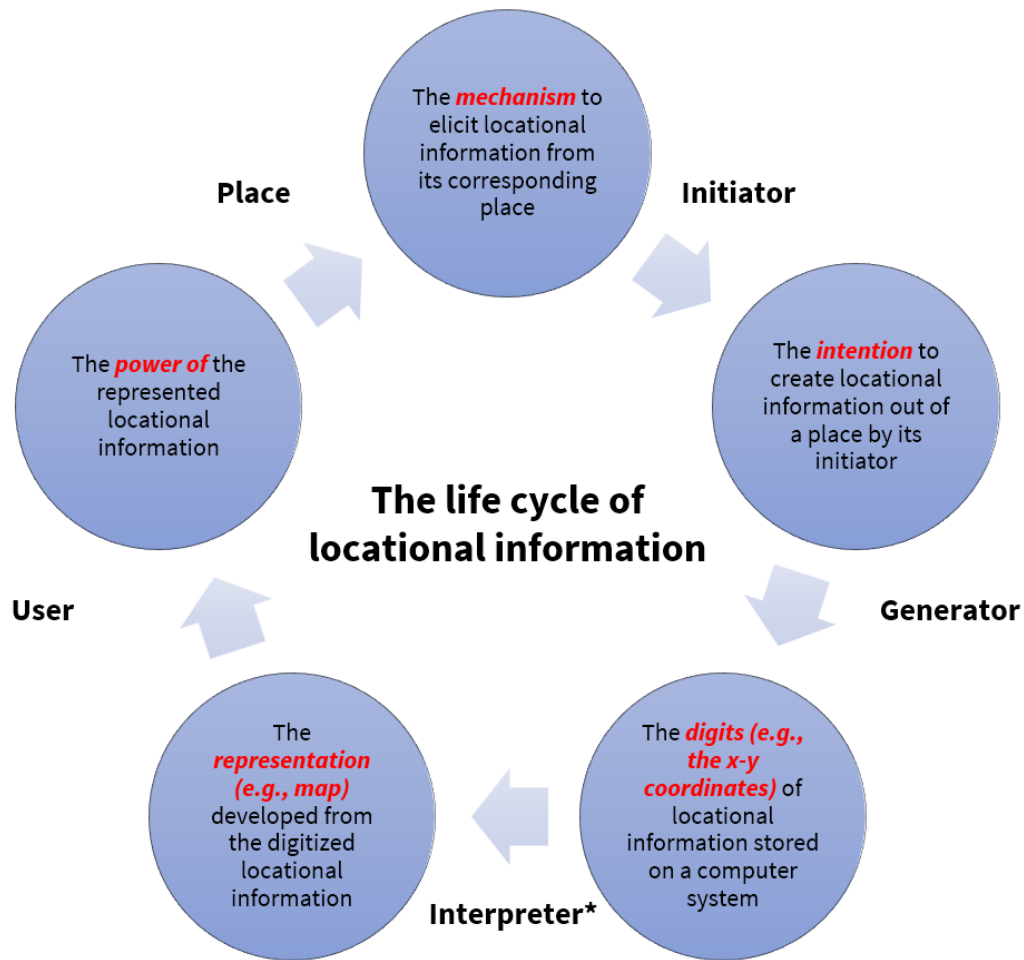 The mechanism to
elicit locational
information from
its corresponding
place
Place
Initiator
The intention to
create locational
information out of
a place by its
initiator
The power of the
represented
locational
information
The life cycle of
locational information
User
Generator
The digits (e.g.,
the x-y
coordinates) of
locational
information stored
on a computer
system
The
representation
(e.g., map)
developed from
the digitized
locational
information
Interpreter*